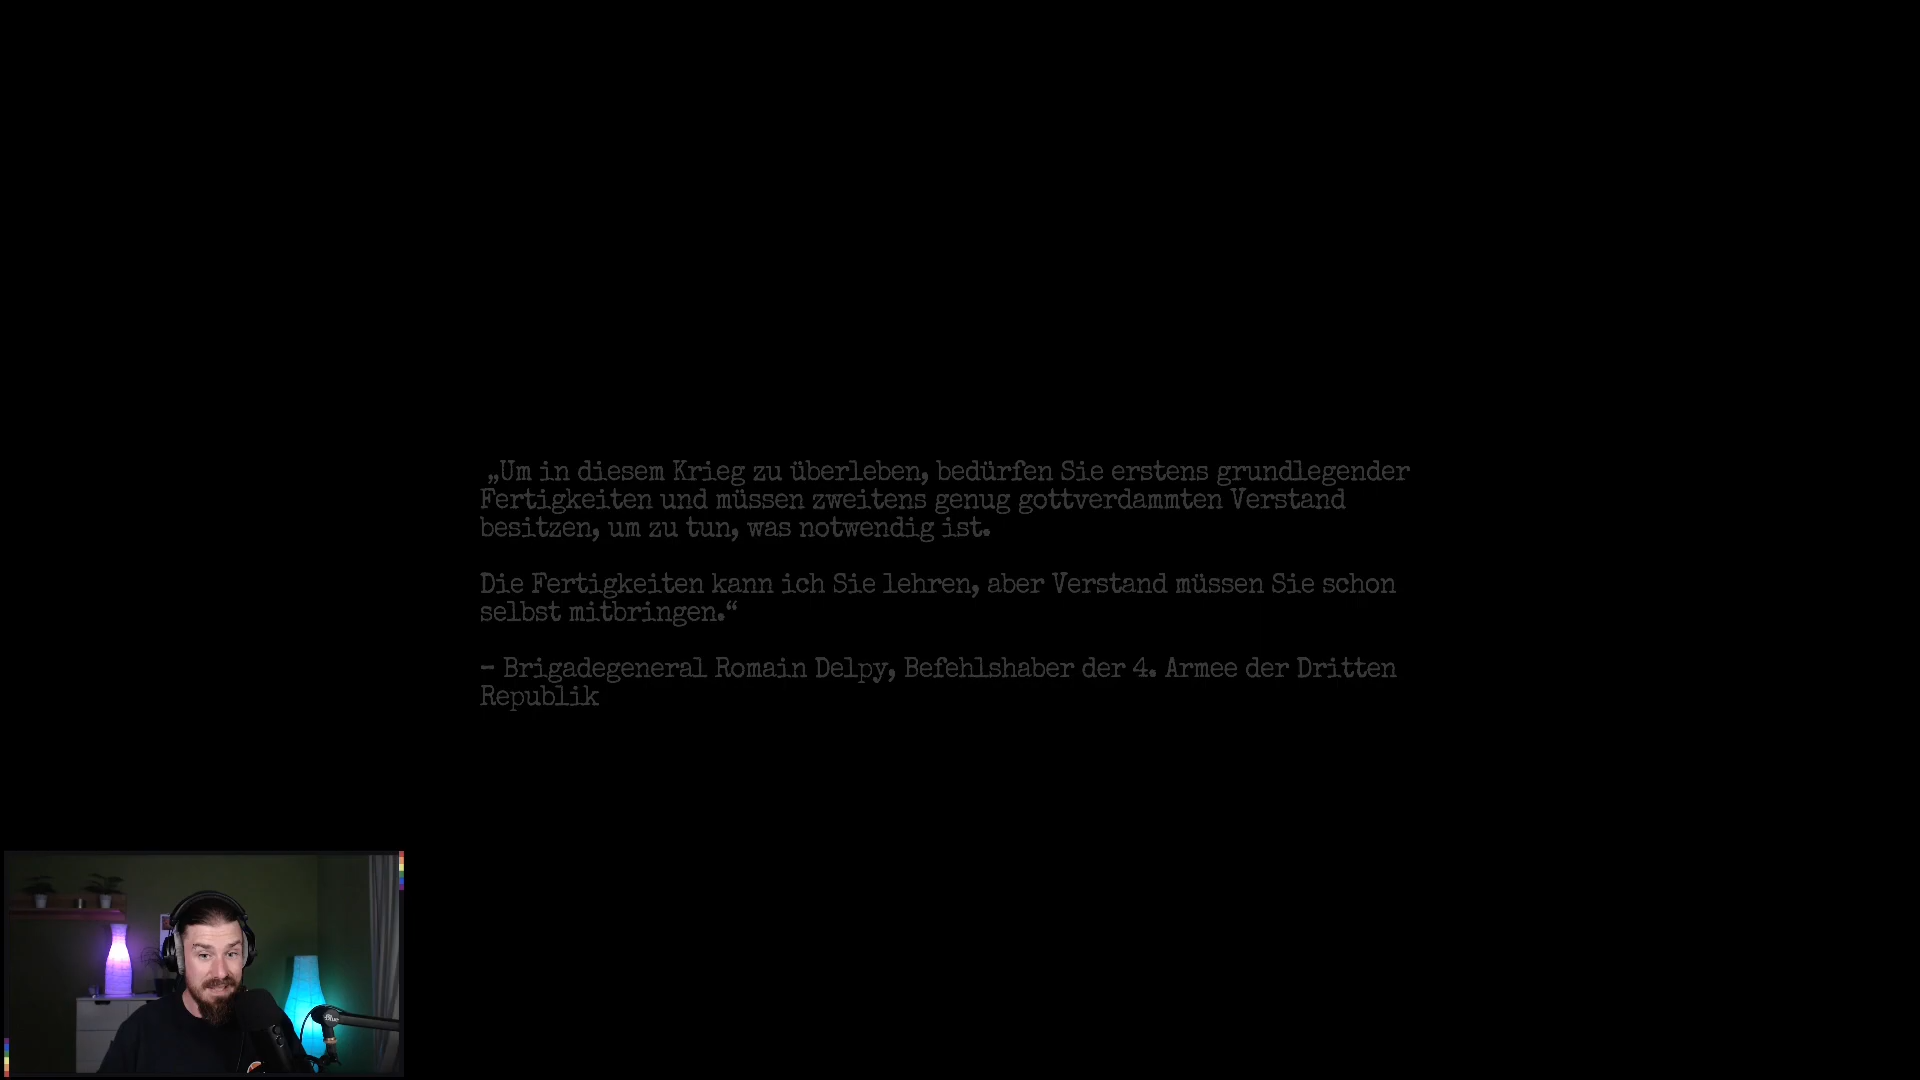 „Um in diesem Krieg zu überleben, bedürfen Sie erstens grundlegender
Fertigkeiten und müssen zweitens genug gottverdammten Verstand
besitzen, um zu tun, was notwendig ist.
Die Fertigkeiten kann ich Sie lehren, aber Verstand müssen Sie schon
selbst mitbringen.“
– Brigadegeneral Romain Delpy, Befehlshaber der 4. Armee der Dritten
Republik